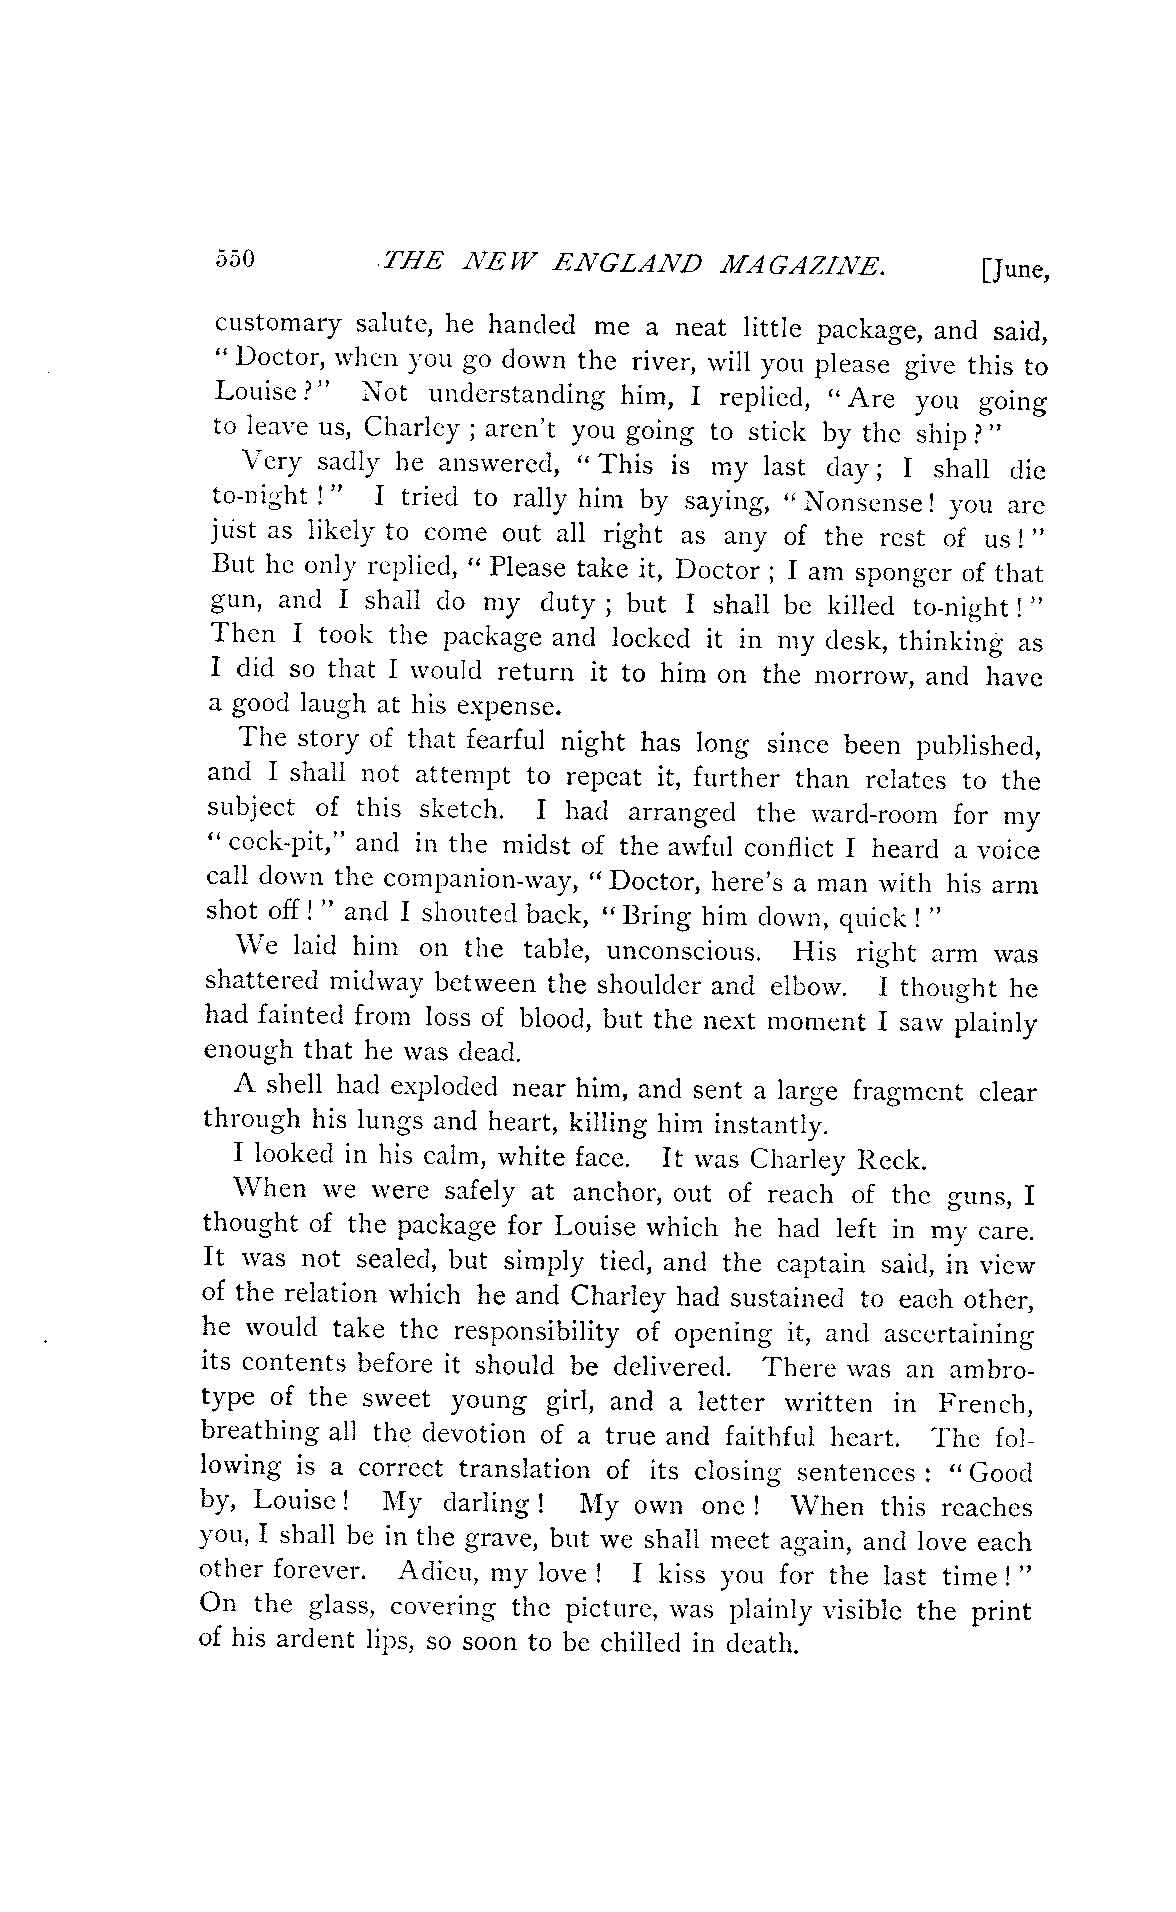 550 THE NEW ENGLAND MAGAZINE. [June,
customary salute, he handed me a neat little package, and said,
“Doctor, when you go down the river, will you please give this to
Louise?” Not understanding him, I replied, “Are you going
to leave us, Charley; aren't you going to stick by the ship?”
Very sadly he answered, “This is my last day; I shall die
to-night!” I tried to rally him by saying, “Nonsense! you are
just as likely to come out all right as any of the rest of us!”
But he only replied, “Please take it, Doctor; I am sponger of that
gun, and I shall do my duty; but I shall be killed to-night!”
Then I took the package and locked it in my desk, thinking as
I did so that I would return it to him on the morrow, and have
a good laugh at his expense.
The story of that fearful night has long since been published,
and I shall not attempt to repeat it, further than relates to the
subject of this sketch. I had arranged the ward-room for my
“cock-pit,” and in the midst of the awful conflict I heard a voice
call down the companion-way, “Doctor, here's a man with his arm
shot off!” and I shouted back, “Bring him down, quick!”
We laid him on the table, unconscious. His right arm was
shattered midway between the shoulder and elbow. I thought he
had fainted from loss of blood, but the next moment I saw plainly
enough that he was dead.
A shell had exploded near him, and sent a large fragment clear
through his lungs and heart, killing him instantly.
I looked in his calm, white face. It was Charley Reck.
When we were safely at anchor, out of reach of the guns, I
thought of the package for Louise which he had left in my care.
It was not sealed, but simply tied, and the captain said, in view
of the relation which he and Charley had sustained to each other,
he would take the responsibility of opening it, and ascertaining
its contents before it should be delivered. There was an ambro-
type of the sweet young girl, and a letter written in French,
breathing all the devotion of a true and faithful heart. The fol-
lowing is a correct translation of its closing sentences: “Good
by, Louise! My darling! My own one! When this reaches
you, I shall be in the grave, but we shall meet again, and love each
other forever. Adieu, my love! I kiss you for the last time!”
On the glass, covering the picture, was plainly visible the print
of his ardent lips, so soon to be chilled in death.